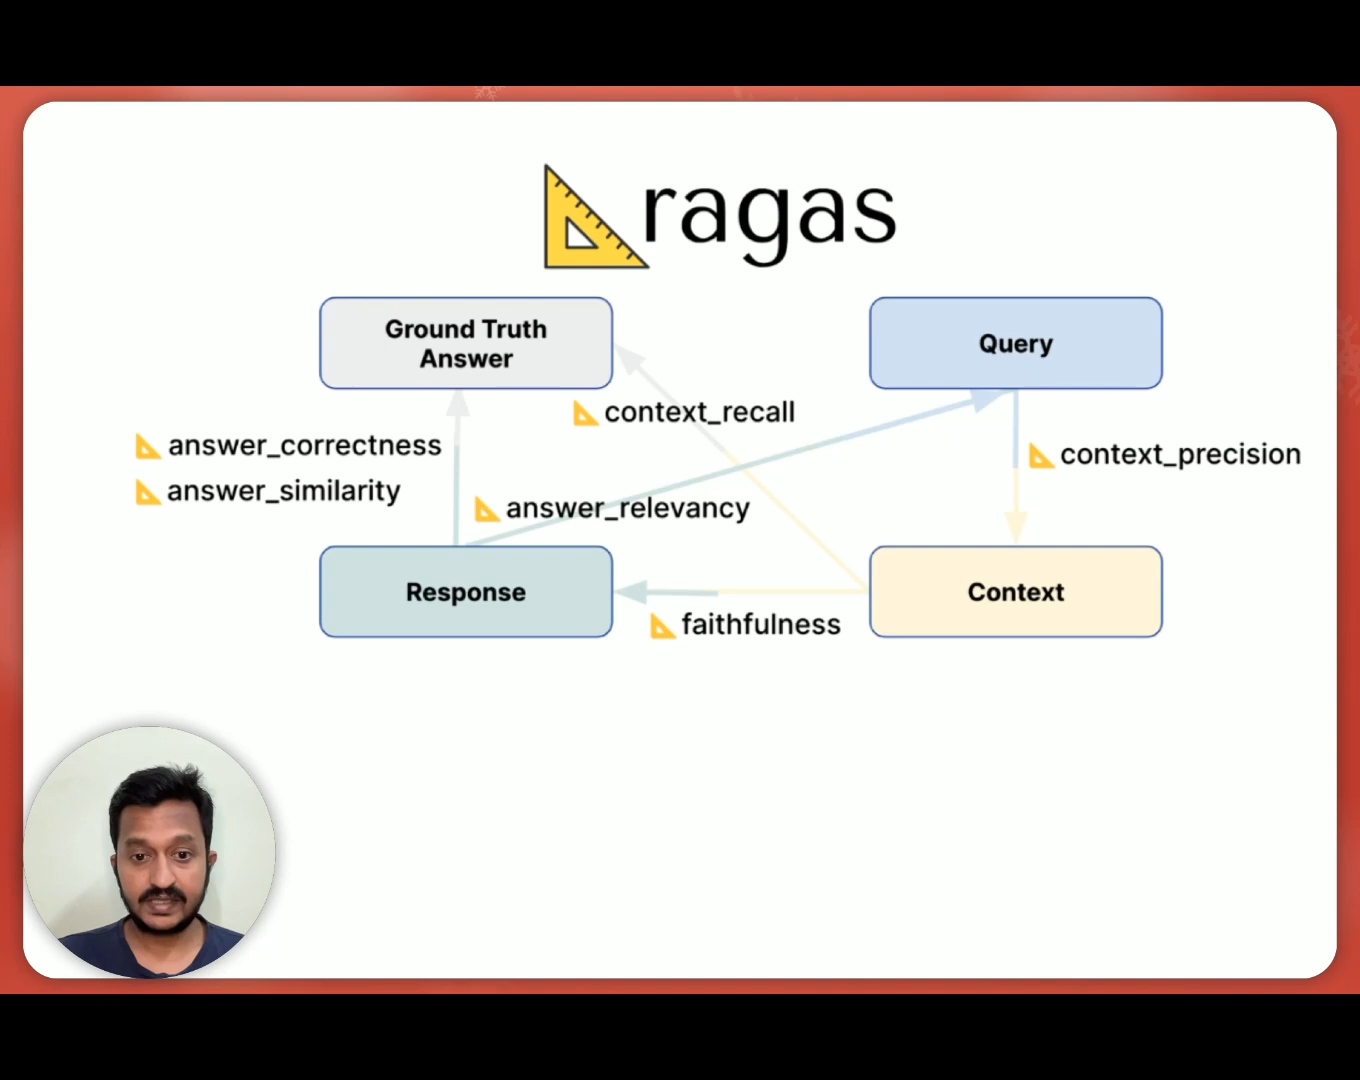 ragas
Ground Truth
Answer
Query
context_recall
answer_correctness
context_precision
answer_similarity
answer_relevancy
Response
Context
faithfulness